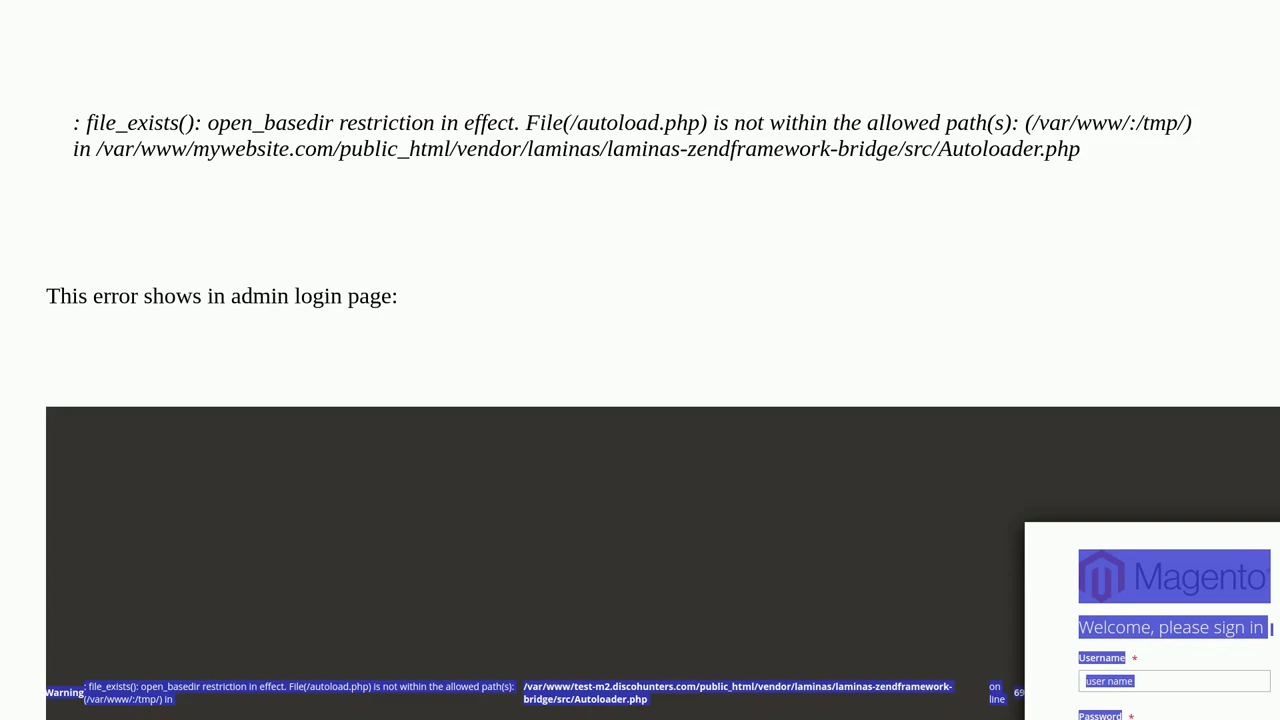 : file_exists(): open_basedir restriction in effect. File(/autoload.php) is not within the allowed path(s): (/var/www/:/tmp/)
in /var/www/mywebsite.com/public_html/vendor/laminas/laminas-zendframework-bridge/src/Autoloader.php
This error shows in admin login page:
Magento
Welcome, please sign in
Username *
user name
Warning: file_exists(): open_basedir restriction in effect. File(/autoload.php) is not within the allowed path(s):
(/var/www/:/tmp/) in
/var/www/test-m2.discohunters.com/public_html/vendor/laminas/laminas-zendframework-
bridge/src/Autoloader.php
on
line
69
Password *